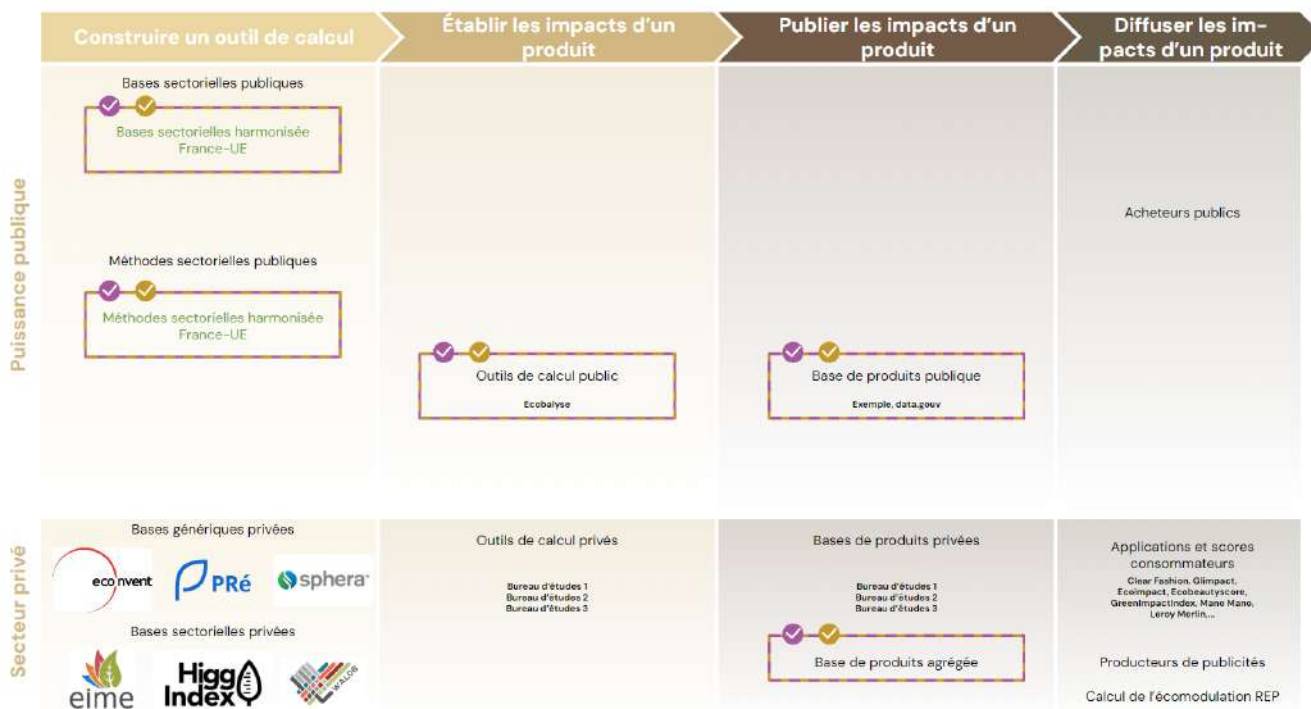 Construire un outil de calcul
Établir les impacts d'un
produit
Publier les impacts d'un
produit
Diffuser les im-
pacts d'un produit
Puissance publique
Bases sectorielles publiques
Bases sectorielles harmonisée
France-UE
Méthodes sectorielles publiques
Méthodes sectorielles harmonisée
France-UE
Outils de calcul public
Ecobalyse
Base de produits publique
Exemple, data.gouv
Acheteurs publics
Secteur privé
Bases génériques privées
ecoinvent
PRé
sphera
Bases sectorielles privées
eime
Higg
Index
WALDB
Outils de calcul privés
Bureau d'études 1
Bureau d'études 2
Bureau d'études 3
Bases de produits privées
Bureau d'études 1
Bureau d'études 2
Bureau d'études 3
Base de produits agrégée
Applications et scores
consommateurs
Clear Fashion, Glimpact,
Ecoimpact, Ecobeautyscore,
GreenImpactIndex, Mano Mano,
Leroy Merlin,...
Producteurs de publicités
Calcul de l'écomodulation REP